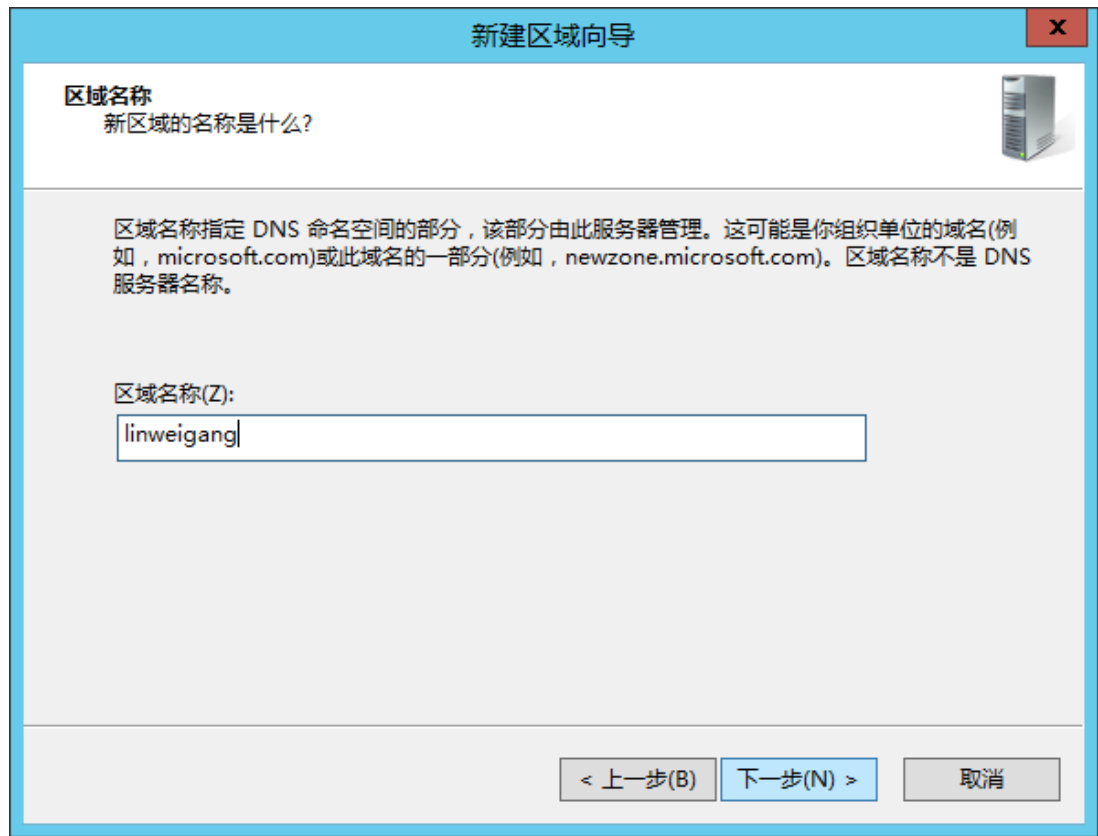 新建区域向导
x
区域名称
新区域的名称是什么?
区域名称指定 DNS 命名空间的部分，该部分由此服务器管理。这可能是你组织单位的域名(例
如，microsoft.com)或此域名的一部分(例如，newzone.microsoft.com)。区域名称不是 DNS
服务器名称。
区域名称(Z):
linweigang
< 上一步(B) 下一步(N) > 取消